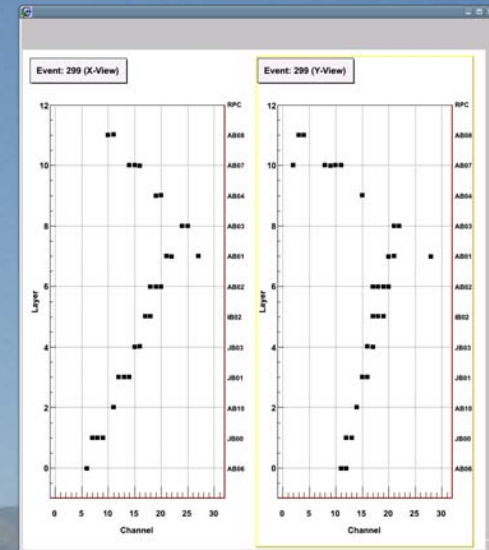 Event: 299 (X-View)
12
10
8
6
4
2
0
Layer
0 5 10 15 20 25 30
Channel
RPC
AB08
AB07
AB04
AB03
AB01
AB02
IB02
JB03
JB01
AB10
JB00
AB06
Event: 299 (Y-View)
12
10
8
6
4
2
0
Layer
0 5 10 15 20 25 30
Channel
RPC
AB08
AB07
AB04
AB03
AB01
AB02
IB02
JB03
JB01
AB10
JB00
AB06